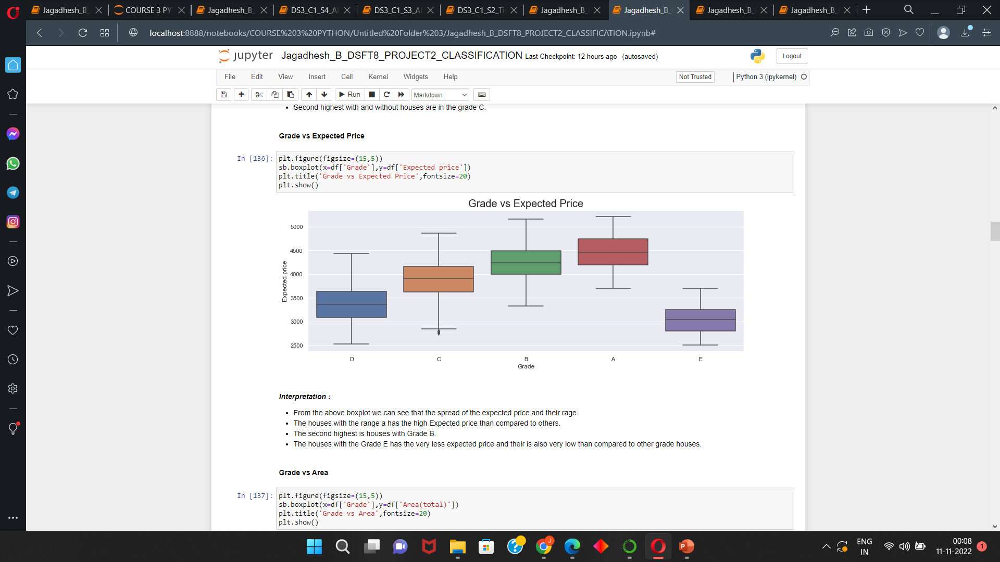 Jagadhesh_B_
COURSE 3 PY
Jagadhesh_B_
DS3_C1_S4_A
DS3_C1_S3_A
DS3_C1_S2_Ti
Jagadhesh_B_
Jagadhesh_B_
Jagadhesh_B_
Jagadhesh_B_
localhost:8888/notebooks/COURSE%203%20PYTHON/Untitled%20Folder%203/Jagadhesh_B_DSFT8_PROJECT2_CLASSIFICATION.ipynb#
jupyter Jagadhesh_B_DSFT8_PROJECT2_CLASSIFICATION Last Checkpoint: 12 hours ago (autosaved) Logout
File Edit View Insert Cell Kernel Widgets Help Not Trusted Python 3 (ipykernel)
Run Markdown
• Second highest with and without houses are in the grade C.
Grade vs Expected Price
In [136]: plt.figure(figsize=(15,5))
sb.boxplot(x=df['Grade'],y=df['Expected price'])
plt.title('Grade vs Expected Price',fontsize=20)
plt.show()
Grade vs Expected Price
5000
4500
4000
3500
3000
2500
Expected price
D C B A E
Grade
Interpretation :
• From the above boxplot we can see that the spread of the expected price and their rage.
• The houses with the range a has the high Expected price than compared to others.
• The second highest is houses with Grade B.
• The houses with the Grade E has the very less expected price and their is also very low than compared to other grade houses.
Grade vs Area
In [137]: plt.figure(figsize=(15,5))
sb.boxplot(x=df['Grade'],y=df['Area(total)'])
plt.title('Grade vs Area',fontsize=20)
plt.show()
J
P
ENG
IN
00:08
11-11-2022
1